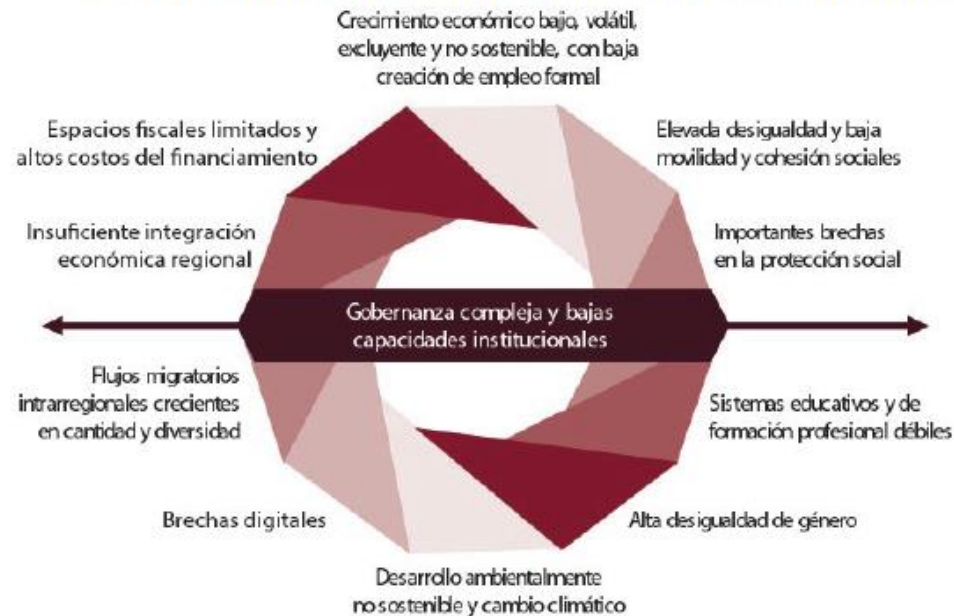 Crecimiento económico bajo, volátil,
excluyente y no sostenible, con baja
creación de empleo formal
Espacios fiscales limitados y
altos costos del financiamiento
Elevada desigualdad y baja
movilidad y cohesión sociales
Insuficiente integración
económica regional
Importantes brechas
en la protección social
Gobernanza compleja y bajas
capacidades institucionales
Flujos migratorios
intrarregionales crecientes
en cantidad y diversidad
Sistemas educativos y de
formación profesional débiles
Brechas digitales
Alta desigualdad de género
Desarrollo ambientalmente
no sostenible y cambio climático